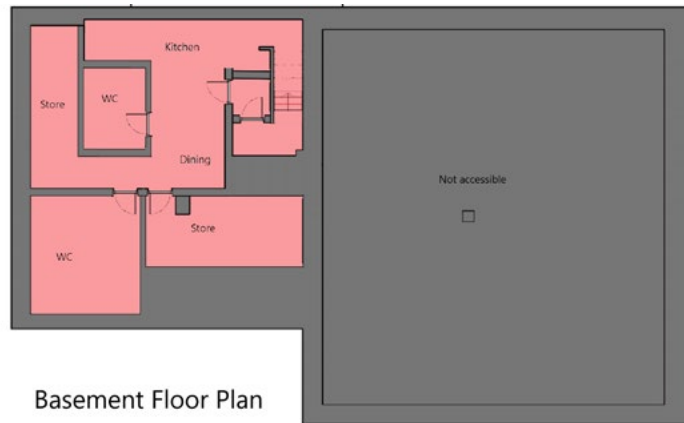 Kitchen
Store
WC
Dining
Not accessible
Store
WC
Basement Floor Plan